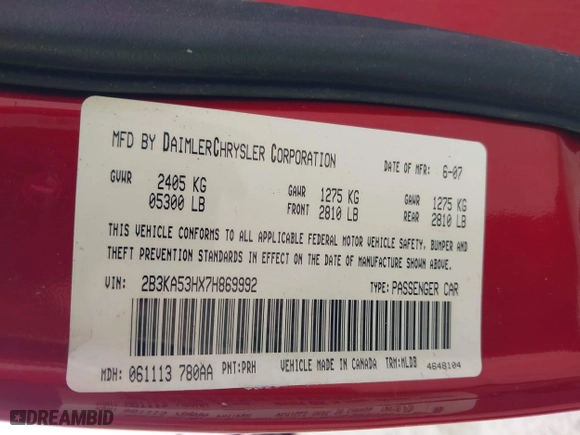 MFD BY DAIMLERCHRYSLER CORPORATION DATE OF MFR: 6-07
GVWR 2405 KG GAWR 1275 KG GAWR 1275 KG
05300 LB FRONT 2810 LB REAR 2810 LB
THIS VEHICLE CONFORMS TO ALL APPLICABLE FEDERAL MOTOR VEHICLE SAFETY, BUMPER AND
THEFT PREVENTION STANDARDS IN EFFECT ON THE DATE OF MANUFACTURE SHOWN ABOVE.
VIN: 2B3KA53HX7H869992 TYPE: PASSENGER CAR
MDH: 061113 780AA PNT: PRH VEHICLE MADE IN CANADA TRM: MLDB 4648104
DREAMBID